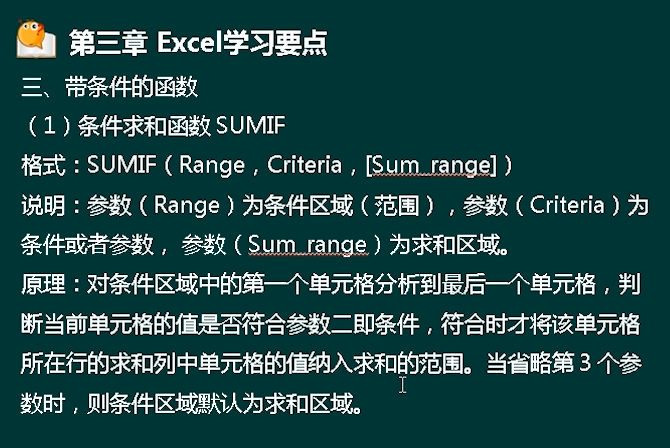 第三章 Excel学习要点
三、带条件的函数
（1）条件求和函数 SUMIF
格式：SUMIF（Range，Criteria，[Sum_range]）
说明：参数（Range）为条件区域（范围），参数（Criteria）为
条件或者参数， 参数（Sum_range）为求和区域。
原理：对条件区域中的第一个单元格分析到最后一个单元格，判
断当前单元格的值是否符合参数二即条件，符合时才将该单元格
所在行的求和列中单元格的值纳入求和的范围。当省略第 3 个参
数时，则条件区域默认为求和区域。